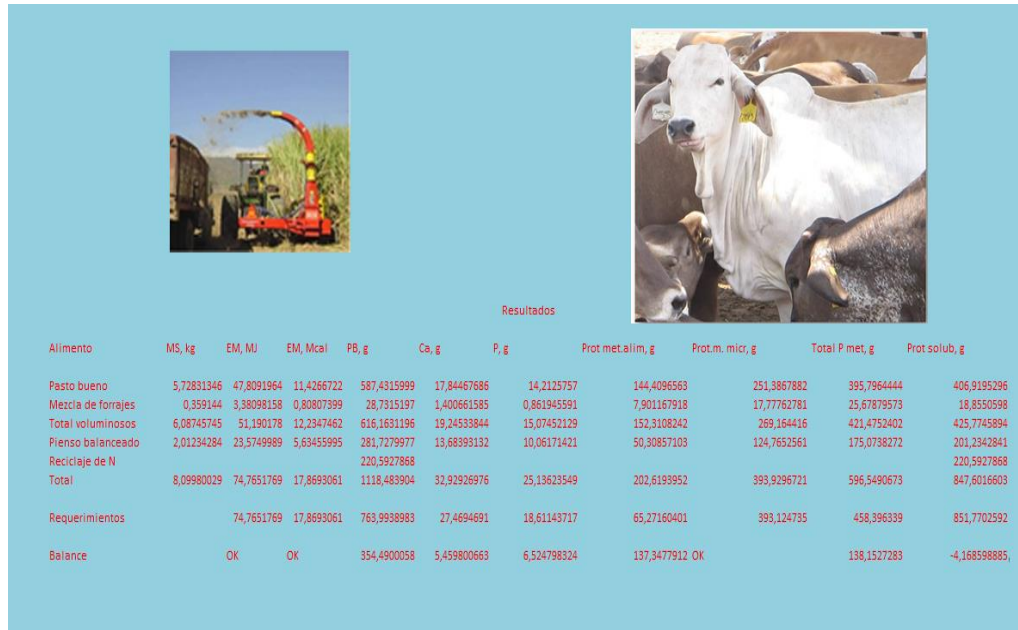 Resultados
Alimento MS, kg EM, MJ EM, Mcal PB, g Ca, g P, g Prot met.alim, g Prot.m. micr, g Total P met, g Prot solub, g
Pasto bueno 5,72831346 47,8091964 11,4266722 587,4315999 17,84467686 14,2125757 144,4096563 251,3867882 395,7964444 406,9195296
Mezcla de forrajes 0,359144 3,38098158 0,80807399 28,7315197 1,400661585 0,861945591 7,901167918 17,77762781 25,67879573 18,8550598
Total voluminosos 6,08745745 51,190178 12,2347462 616,1631196 19,24533844 15,07452129 152,3108242 269,164416 421,4752402 425,7745894
Pienso balanceado 2,01234284 23,5749989 5,63455995 281,7279977 13,68393132 10,06171421 50,30857103 124,7652561 175,0738272 201,2342841
Reciclaje de N 220,5927868 220,5927868
Total 8,09980029 74,7651769 17,8693061 1118,483904 32,92926976 25,13623549 202,6193952 393,9296721 596,5490673 847,6016603
Requerimientos 74,7651769 17,8693061 763,9938983 27,4694691 18,61143717 65,27160401 393,124735 458,396339 851,7702592
Balance OK OK 354,4900058 5,459800663 6,524798324 137,3477912 OK 138,1527283 -4,168598885,